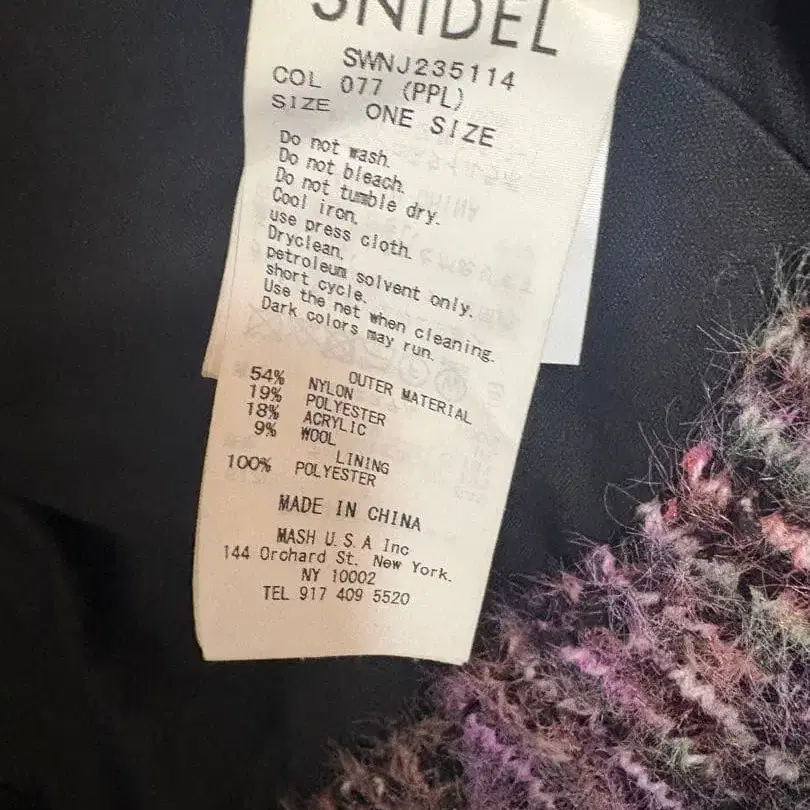 SNIDEL
SWNJ235114
COL 077 (PPL)
SIZE ONE SIZE
Do not wash.
Do not bleach.
Do not tumble dry.
Cool iron.
use press cloth.
Dryclean.
petroleum solvent only.
short cycle.
Use the net when cleaning.
Dark colors may run.
OUTER MATERIAL
54% NYLON
19% POLYESTER
18% ACRYLIC
9% WOOL
LINING
100% POLYESTER
MADE IN CHINA
MASH U.S.A Inc
144 Orchard St. New York.
NY 10002
TEL 917 409 5520